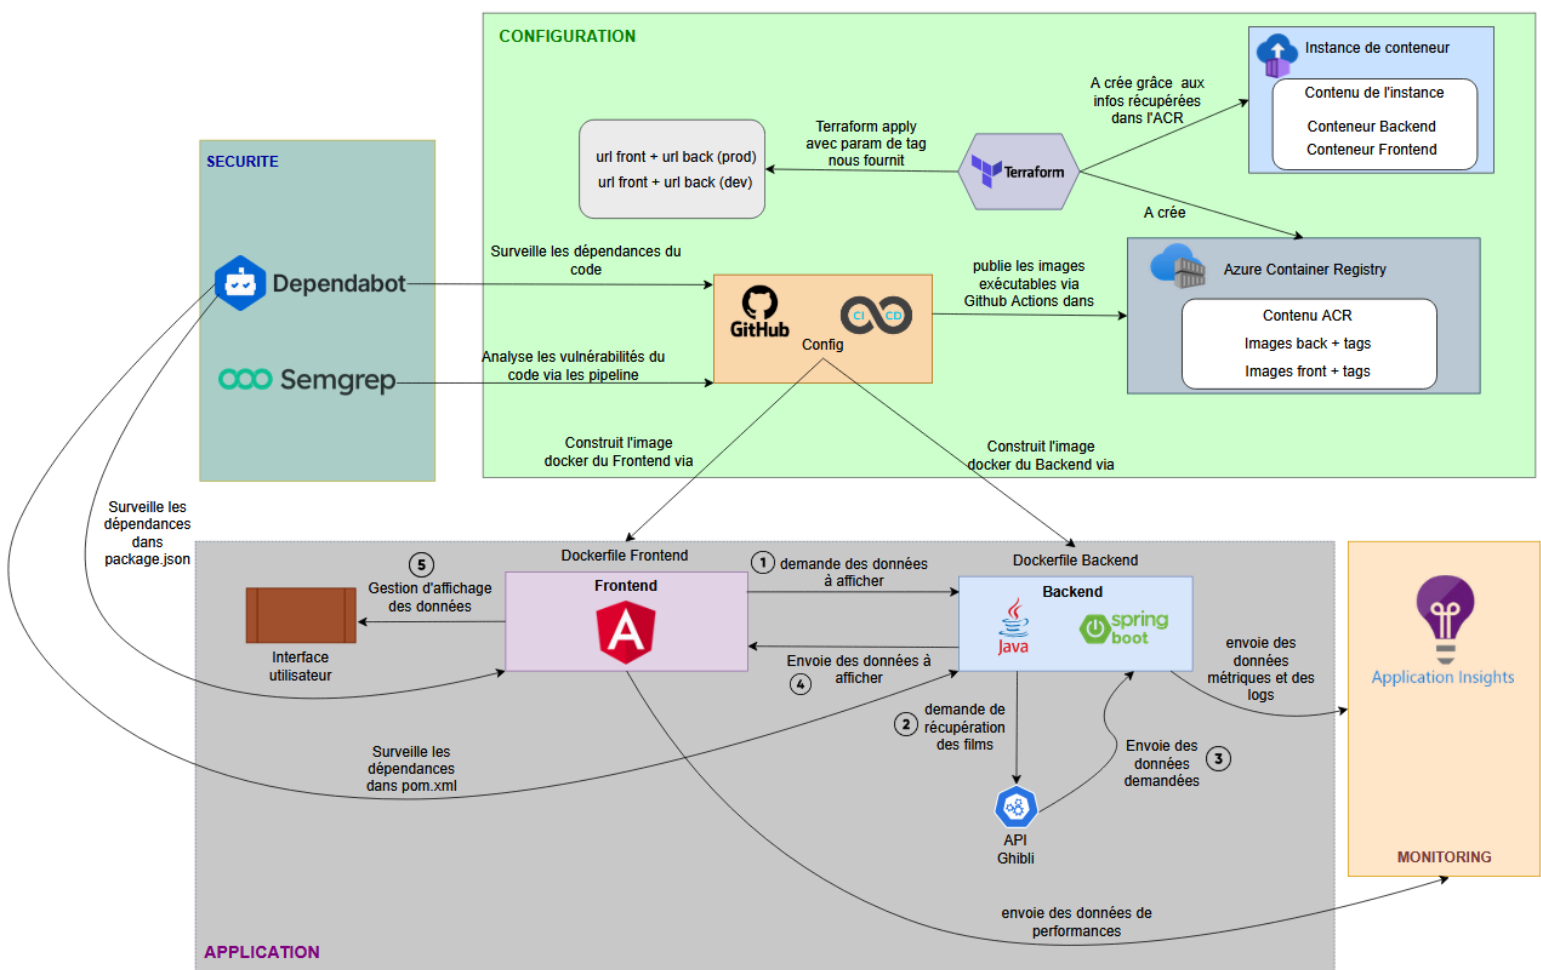 CONFIGURATION
Instance de conteneur
Contenu de l'instance
Conteneur Backend
Conteneur Frontend
A crée grâce aux
infos récupérées
dans l'ACR
Terraform apply
avec param de tag
nous fournit
url front + url back (prod)
url front + url back (dev)
Terraform
A crée
SECURITE
Dependabot
Semgrep
Surveille les dépendances du
code
Analyse les vulnérabilités du
code via les pipeline
GitHub
CI CD
Config
publie les images
exécutables via
Github Actions dans
Azure Container Registry
Contenu ACR
Images back + tags
Images front + tags
Construit l'image
docker du Frontend via
Construit l'image
docker du Backend via
Surveille les
dépendances
dans
package.json
Dockerfile Frontend
Frontend
5
Gestion d'affichage
des données
Interface
utilisateur
1
demande des données
à afficher
Dockerfile Backend
Backend
Java
spring
boot
Envoie des données à
afficher
4
2
demande de
récupération
des films
Envoie des
données
demandées
3
API
Ghibli
Surveille les
dépendances
dans pom.xml
envoie des
données
métriques et des
logs
Application Insights
MONITORING
envoie des données de
performances
APPLICATION